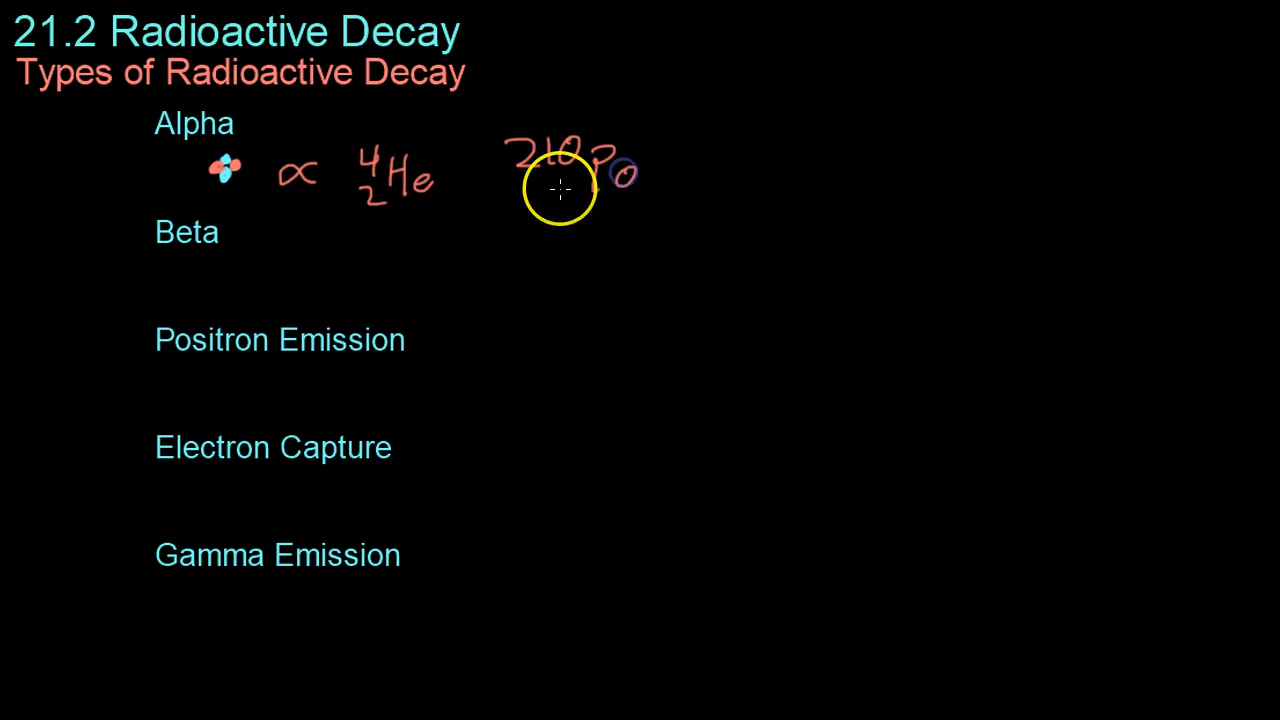 21.2 Radioactive Decay
Types of Radioactive Decay
Alpha
∝ 4 2 He 210 Po
Beta
Positron Emission
Electron Capture
Gamma Emission